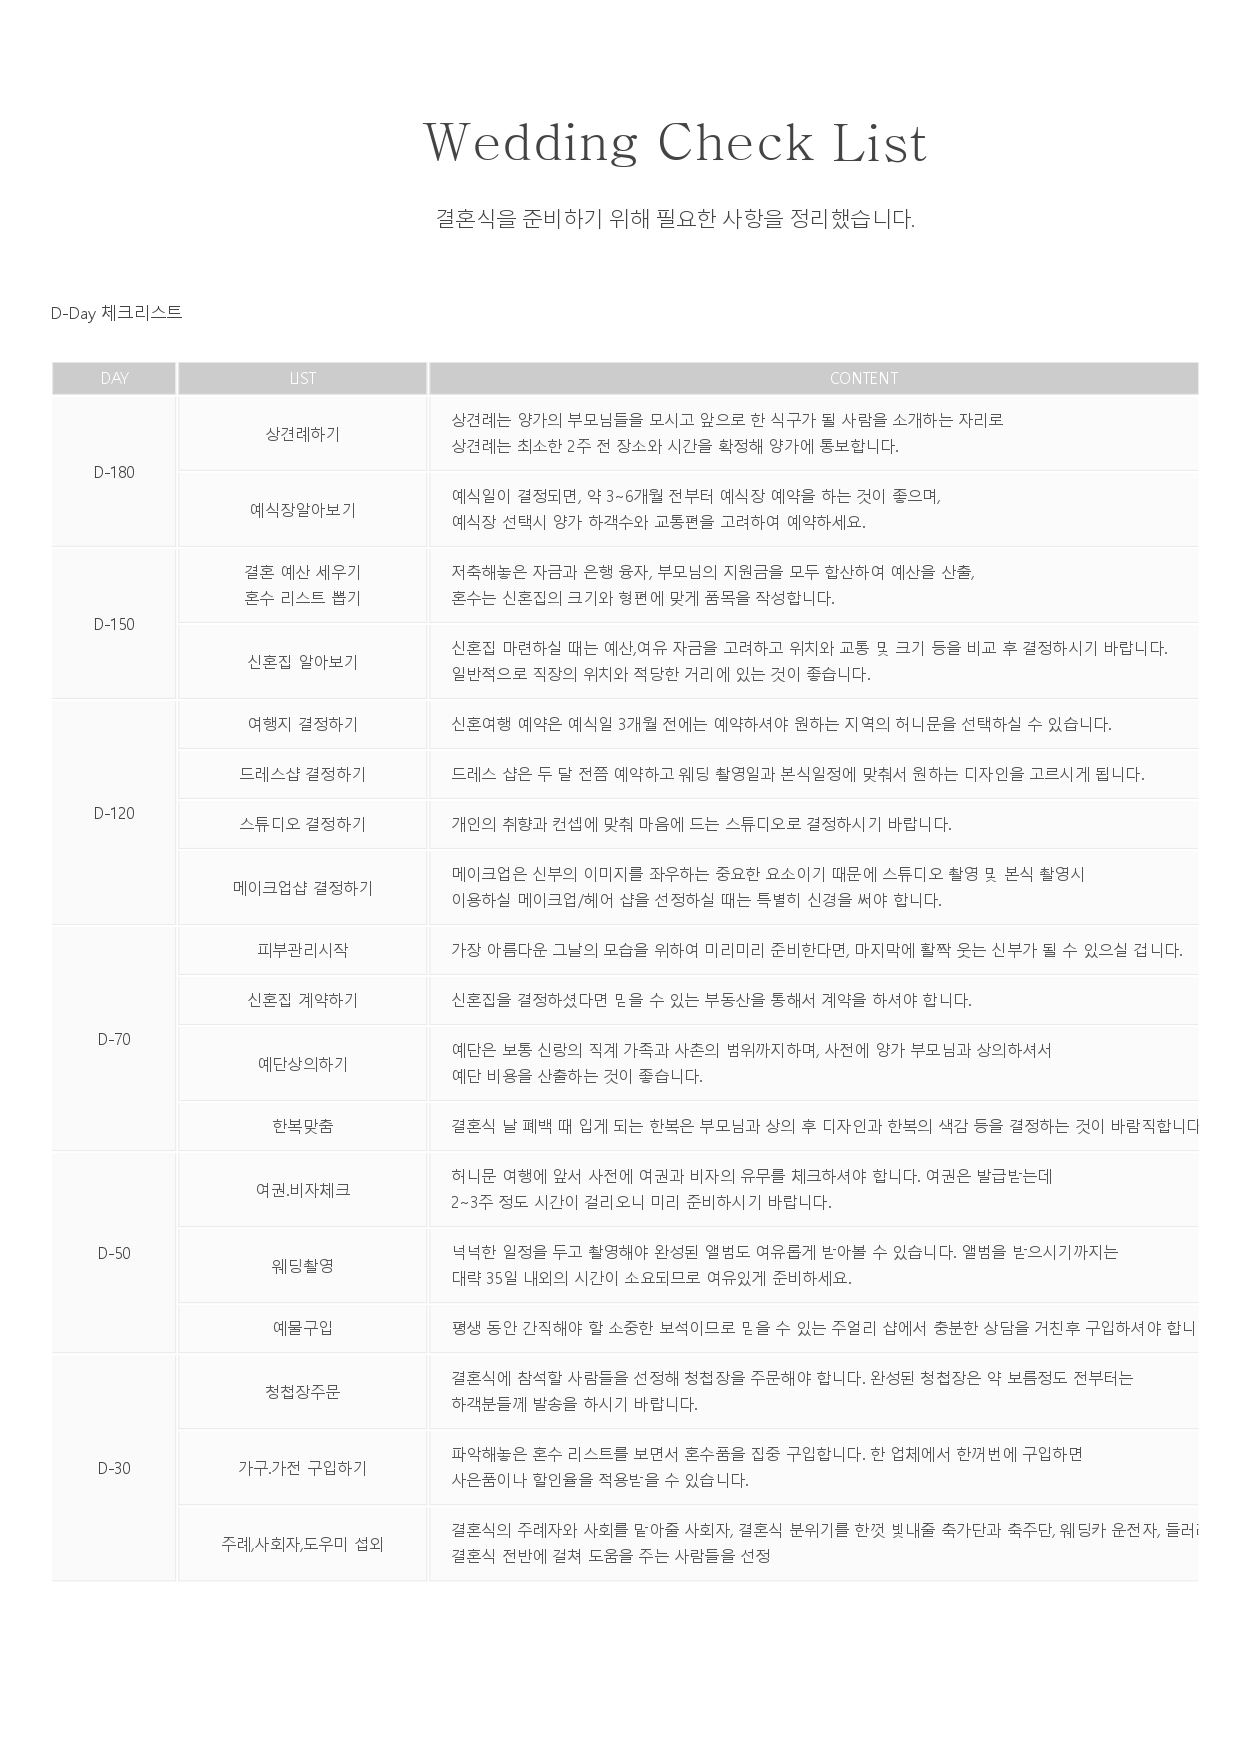 Wedding Check List
결혼식을 준비하기 위해 필요한 사항을 정리했습니다.
D-Day 체크리스트
DAY LIST CONTENT
D-180
상견례하기
상견례는 양가의 부모님들을 모시고 앞으로 한 식구가 될 사람을 소개하는 자리로
상견례는 최소한 2주 전 장소와 시간을 확정해 양가에 통보합니다.
예식장알아보기
예식일이 결정되면, 약 3~6개월 전부터 예식장 예약을 하는 것이 좋으며,
예식장 선택시 양가 하객수와 교통편을 고려하여 예약하세요.
D-150
결혼 예산 세우기
혼수 리스트 뽑기
저축해놓은 자금과 은행 융자, 부모님의 지원금을 모두 합산하여 예산을 산출,
혼수는 신혼집의 크기와 형편에 맞게 품목을 작성합니다.
신혼집 알아보기
신혼집 마련하실 때는 예산,여유 자금을 고려하고 위치와 교통 및 크기 등을 비교 후 결정하시기 바랍니다.
일반적으로 직장의 위치와 적당한 거리에 있는 것이 좋습니다.
D-120
여행지 결정하기
신혼여행 예약은 예식일 3개월 전에는 예약하셔야 원하는 지역의 허니문을 선택하실 수 있습니다.
드레스샵 결정하기
드레스 샵은 두 달 전쯤 예약하고 웨딩 촬영일과 본식일정에 맞춰서 원하는 디자인을 고르시게 됩니다.
스튜디오 결정하기
개인의 취향과 컨셉에 맞춰 마음에 드는 스튜디오로 결정하시기 바랍니다.
메이크업샵 결정하기
메이크업은 신부의 이미지를 좌우하는 중요한 요소이기 때문에 스튜디오 촬영 및 본식 촬영시
이용하실 메이크업/헤어 샵을 선정하실 때는 특별히 신경을 써야 합니다.
D-70
피부관리시작
가장 아름다운 그날의 모습을 위하여 미리미리 준비한다면, 마지막에 활짝 웃는 신부가 될 수 있으실 겁니다.
신혼집 계약하기
신혼집을 결정하셨다면 믿을 수 있는 부동산을 통해서 계약을 하셔야 합니다.
예단상의하기
예단은 보통 신랑의 직계 가족과 사촌의 범위까지하며, 사전에 양가 부모님과 상의하셔서
예단 비용을 산출하는 것이 좋습니다.
한복맞춤
결혼식 날 폐백 때 입게 되는 한복은 부모님과 상의 후 디자인과 한복의 색감 등을 결정하는 것이 바람직합니다
D-50
여권.비자체크
허니문 여행에 앞서 사전에 여권과 비자의 유무를 체크하셔야 합니다. 여권은 발급받는데
2~3주 정도 시간이 걸리오니 미리 준비하시기 바랍니다.
웨딩촬영
넉넉한 일정을 두고 촬영해야 완성된 앨범도 여유롭게 받아볼 수 있습니다. 앨범을 받으시기까지는
대략 35일 내외의 시간이 소요되므로 여유있게 준비하세요.
예물구입
평생 동안 간직해야 할 소중한 보석이므로 믿을 수 있는 주얼리 샵에서 충분한 상담을 거친후 구입하셔야 합니
D-30
청첩장주문
결혼식에 참석할 사람들을 선정해 청첩장을 주문해야 합니다. 완성된 청첩장은 약 보름정도 전부터는
하객분들께 발송을 하시기 바랍니다.
가구.가전 구입하기
파악해놓은 혼수 리스트를 보면서 혼수품을 집중 구입합니다. 한 업체에서 한꺼번에 구입하면
사은품이나 할인율을 적용받을 수 있습니다.
주례,사회자,도우미 섭외
결혼식의 주례자와 사회를 맡아줄 사회자, 결혼식 분위기를 한껏 빛내줄 축가단과 축주단, 웨딩카 운전자,
결혼식 전반에 걸쳐 도움을 주는 사람들을 선정